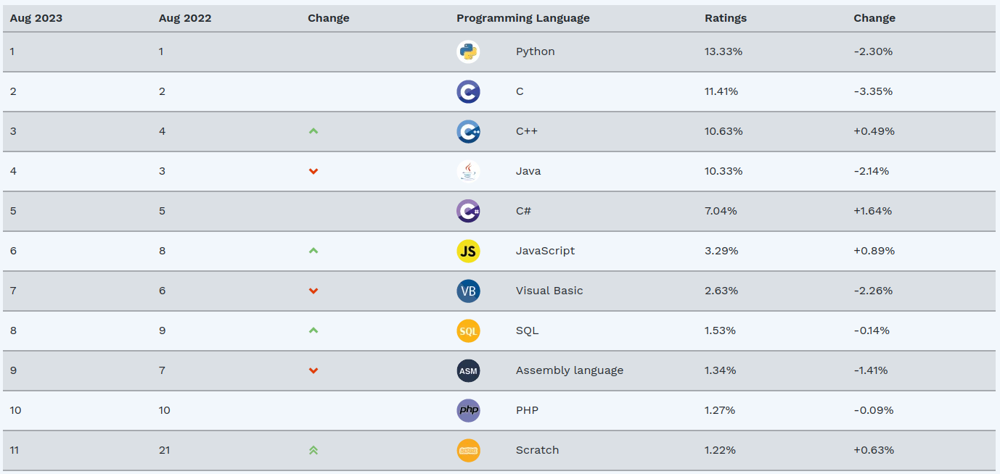 Aug 2023 Aug 2022 Change Programming Language Ratings Change
1 1 Python 13.33% -2.30%
2 2 C 11.41% -3.35%
3 4 C++ 10.63% +0.49%
4 3 Java 10.33% -2.14%
5 5 C# 7.04% +1.64%
6 8 JS JavaScript 3.29% +0.89%
7 6 VB Visual Basic 2.63% -2.26%
8 9 SQL SQL 1.53% -0.14%
9 7 ASM Assembly language 1.34% -1.41%
10 10 php PHP 1.27% -0.09%
11 21 Scratch 1.22% +0.63%